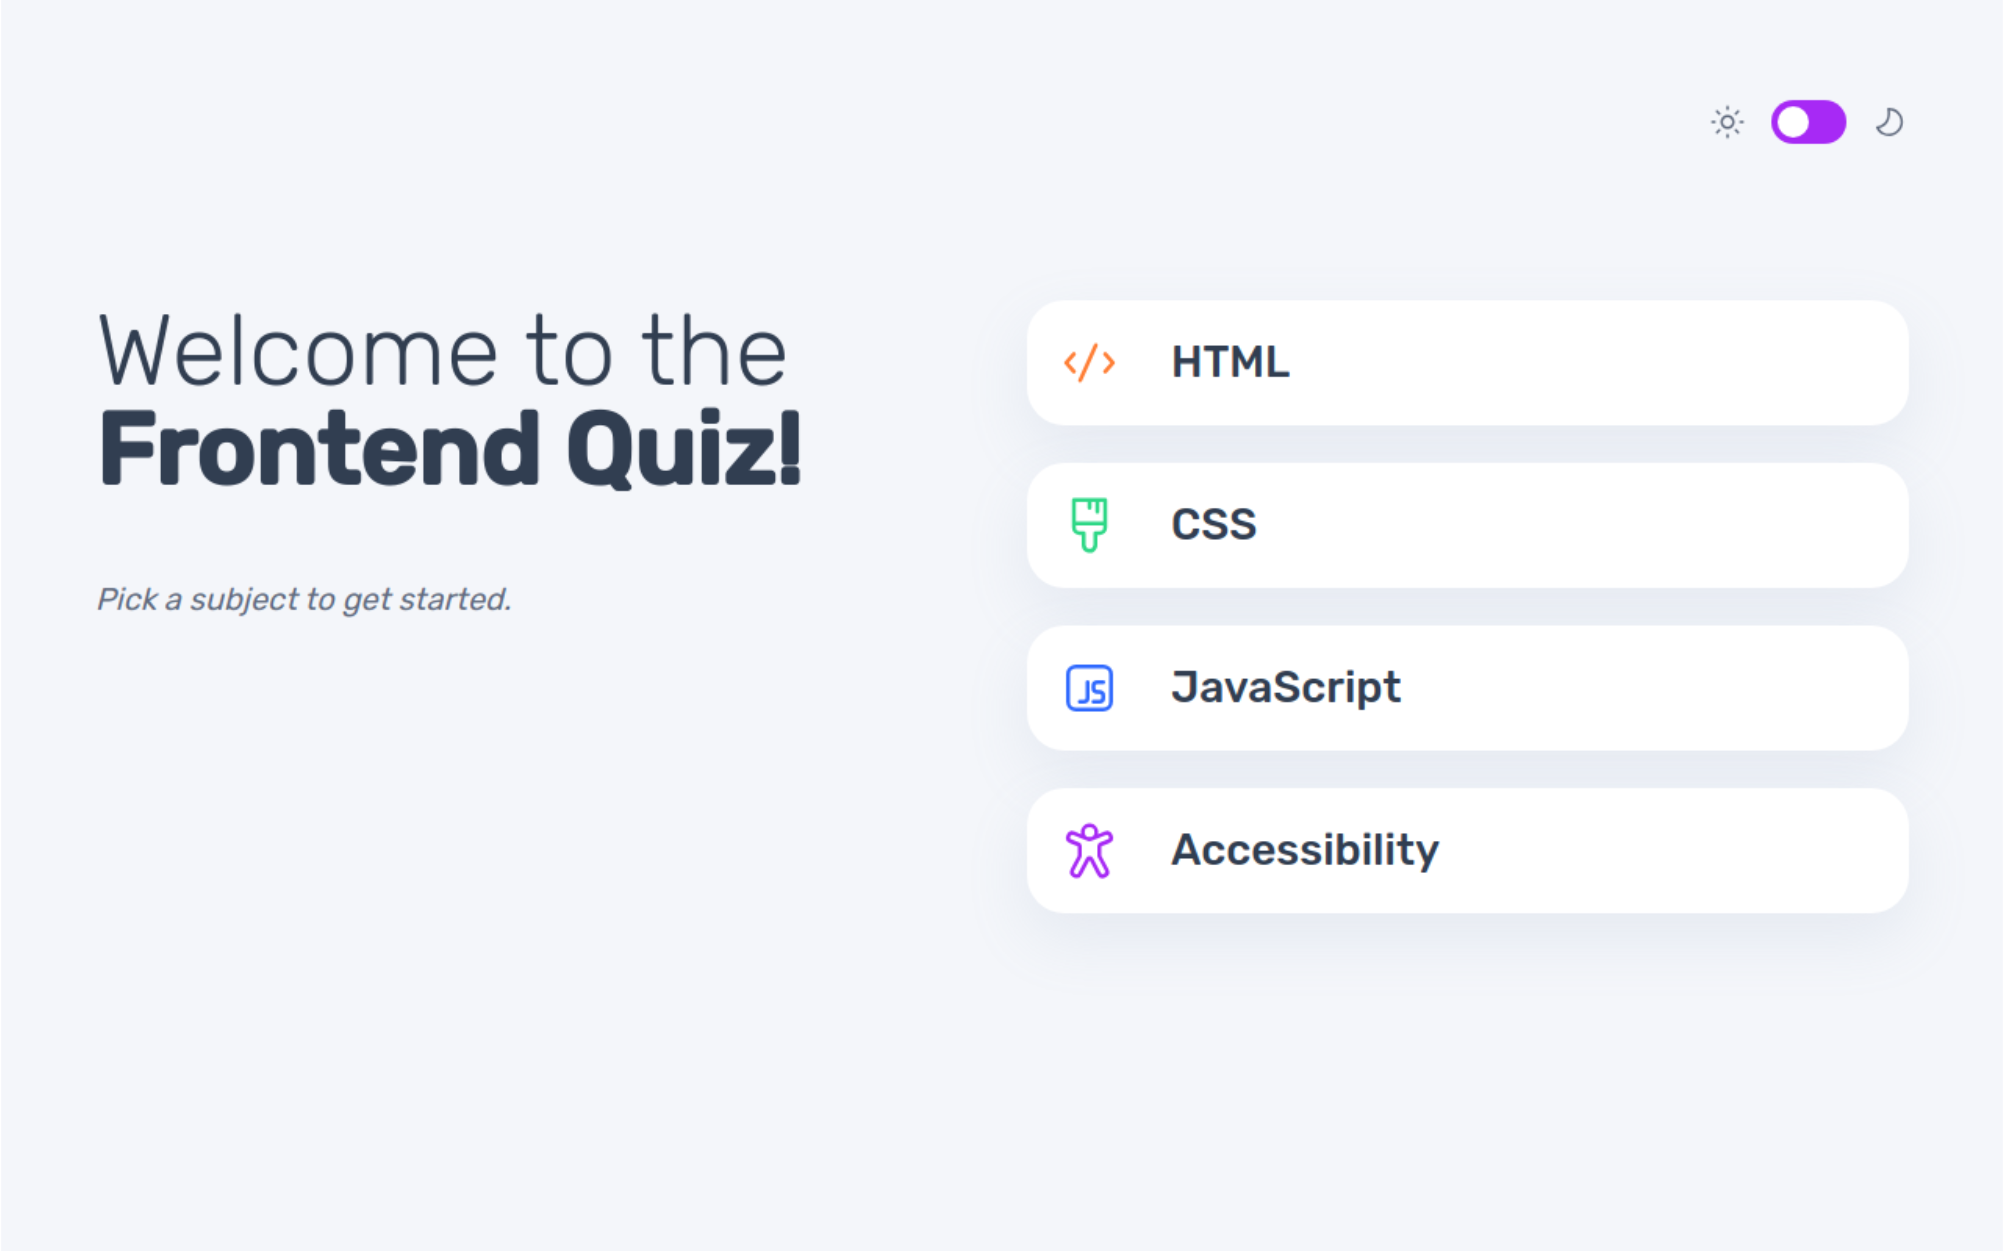 Welcome to the
Frontend Quiz!
Pick a subject to get started.
HTML
CSS
JS
JavaScript
Accessibility